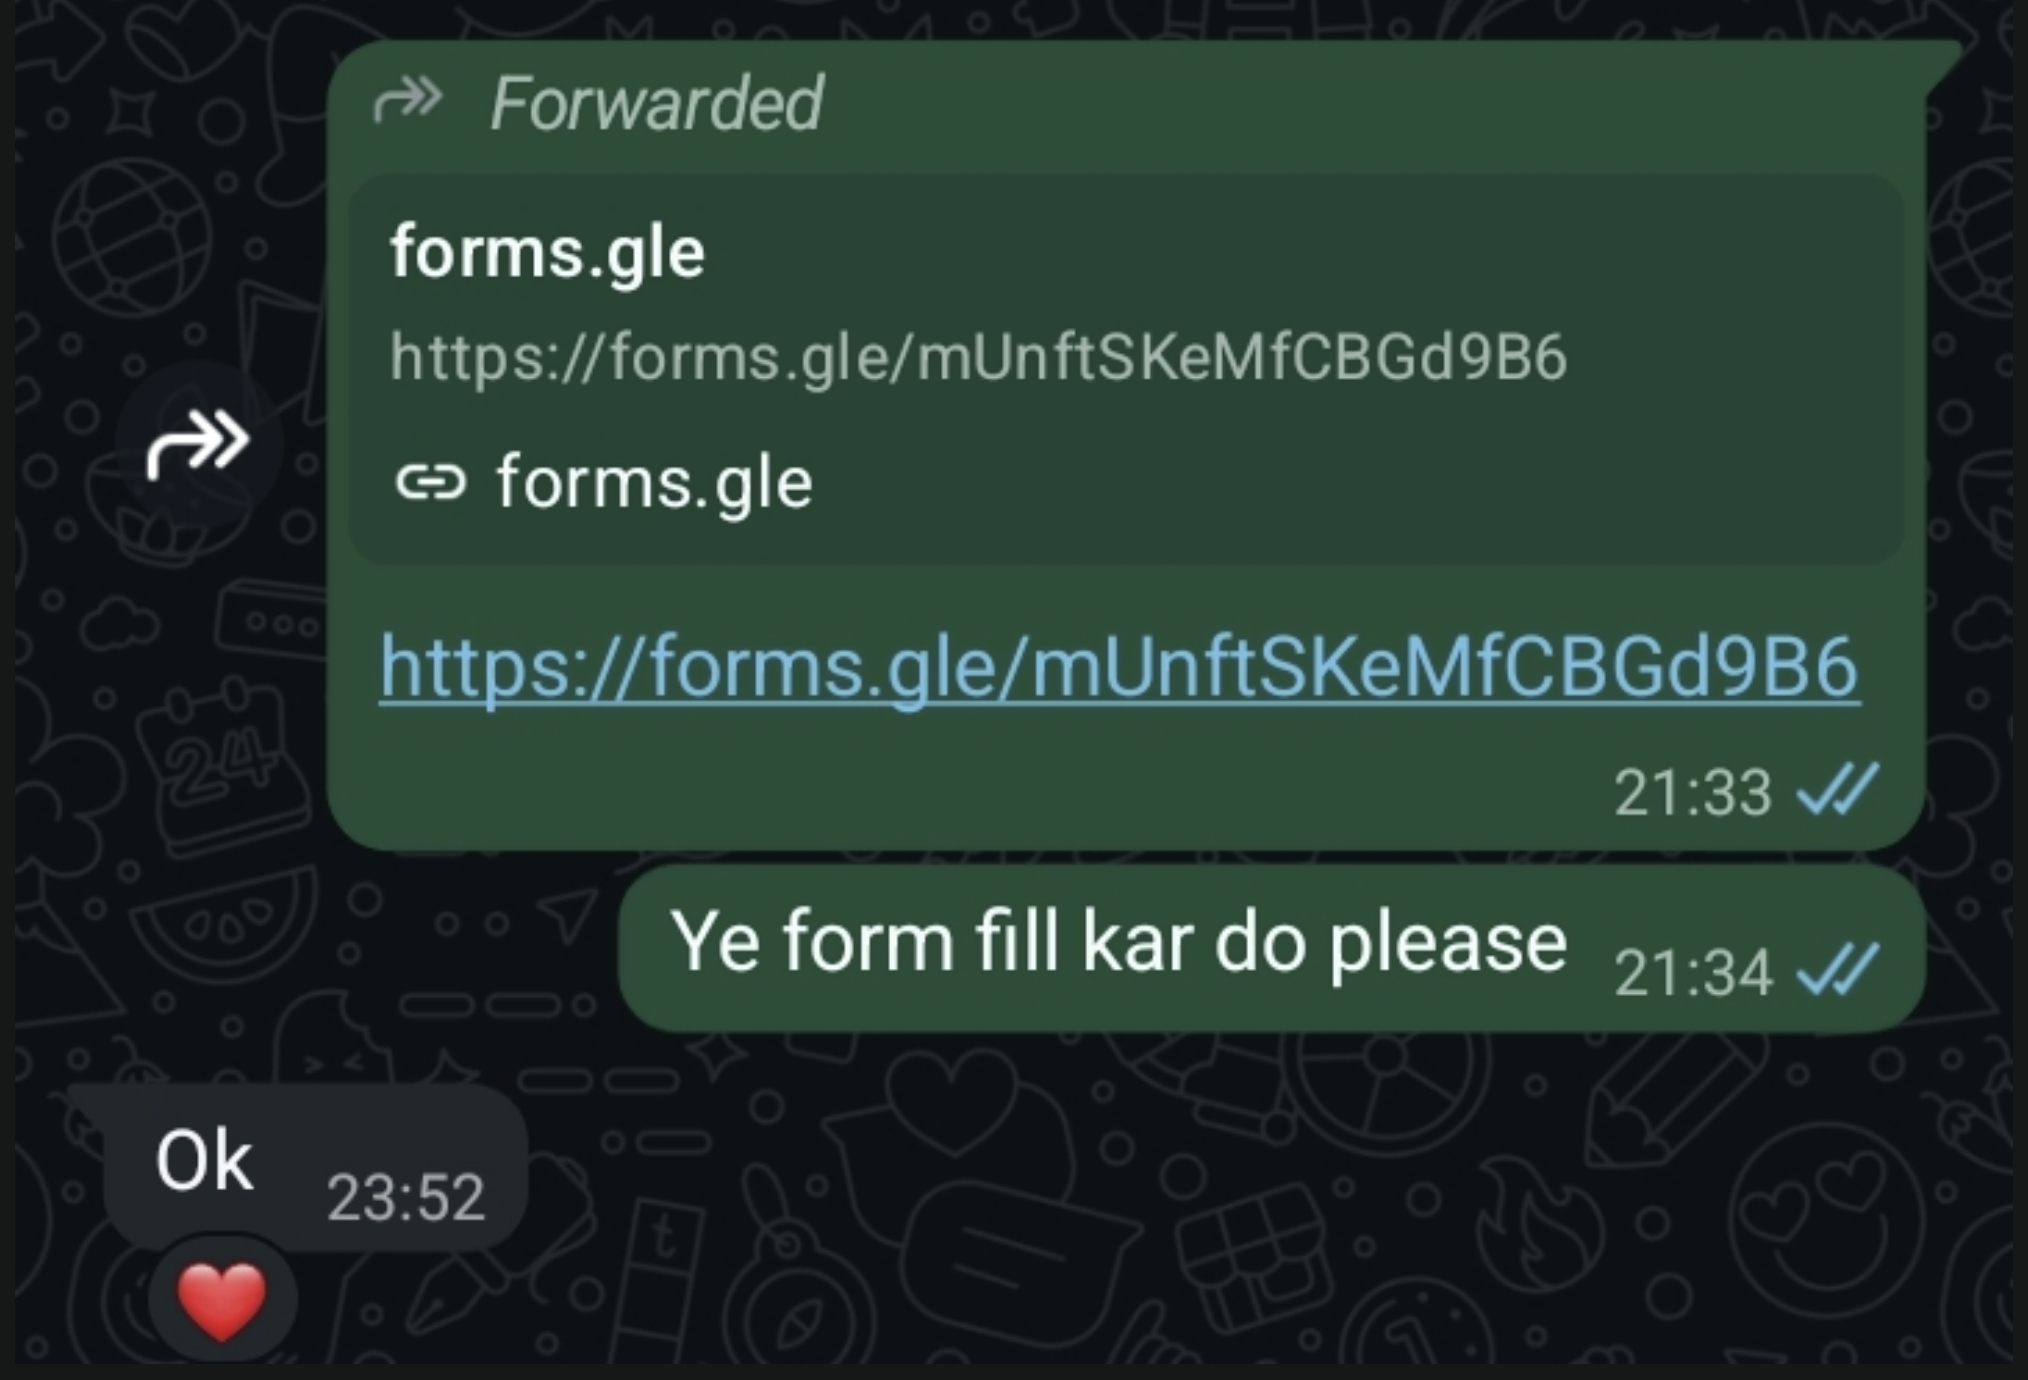 Forwarded
forms.gle
https://forms.gle/mUnftSKeMfCBGd9B6
forms.gle
https://forms.gle/mUnftSKeMfCBGd9B6
21:33
Ye form fill kar do please 21:34
Ok 23:52